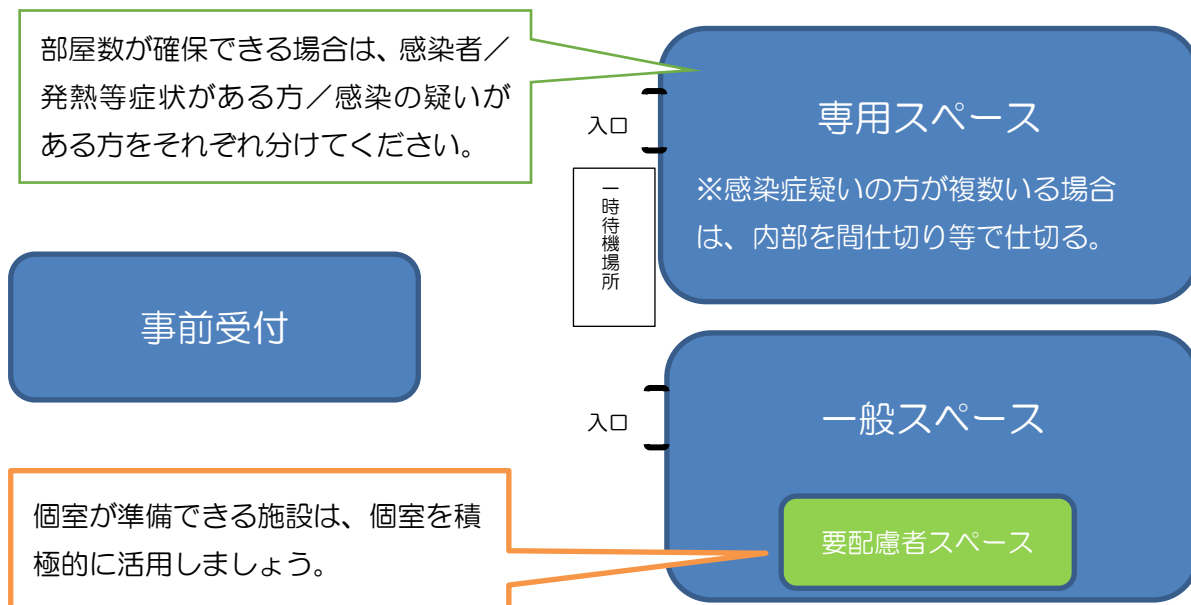 部屋数が確保できる場合は、感染者／
発熱等症状がある方／感染の疑いが
ある方をそれぞれ分けてください。
入口
専用スペース
※感染症疑いの方が複数いる場合
は、内部を間仕切り等で仕切る。
一時待機場所
事前受付
入口
一般スペース
要配慮者スペース
個室が準備できる施設は、個室を積
極的に活用しましょう。